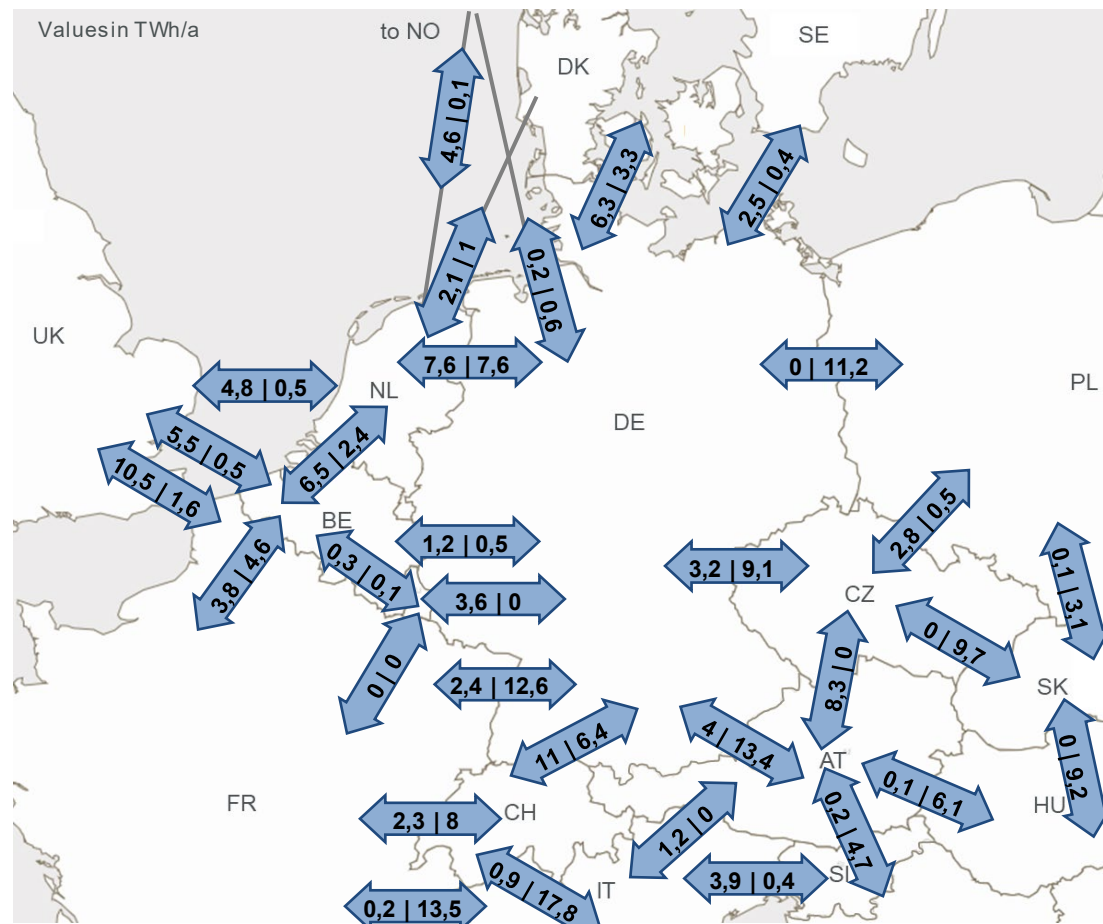 Values in TWh/a
to NO
SE
DK
4,6 | 0,1
6,3 | 3,3
2,5 | 0,4
2,1 | 1
0,2 | 0,6
UK
7,6 | 7,6
0 | 11,2
4,8 | 0,5
NL
PL
DE
5,5 | 0,5
6,5 | 2,4
10,5 | 1,6
BE
2,8 | 0,5
1,2 | 0,5
0,3 | 0,1
3,2 | 9,1
3,8 | 4,6
3,6 | 0
CZ
0,1 | 3,1
0 | 9,7
0 | 0
2,4 | 12,6
8,3 | 0
SK
11 | 6,4
4 | 13,4
AT
0 | 9,2
0,1 | 6,1
FR
CH
HU
2,3 | 8
1,2 | 0
0,2 | 4,7
0,9 | 17,8
IT
3,9 | 0,4
SI
0,2 | 13,5